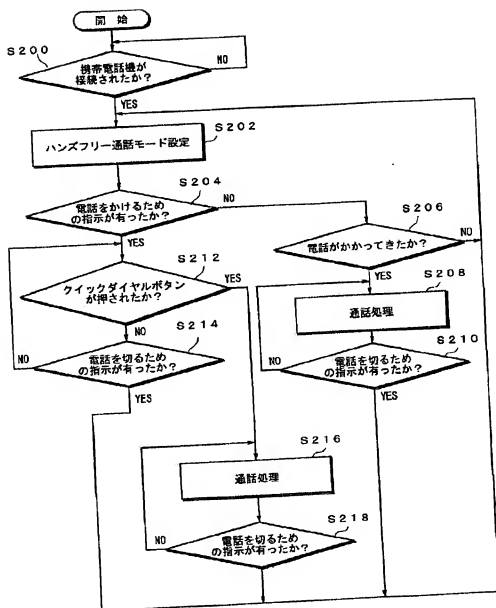 開始
S200
携帯電話機が
接続されたか?
NO
YES
S202
ハンズフリー通話モード設定
S204
電話をかけるため
の指示が有ったか?
NO
YES
S206
電話がかかってきたか?
NO
YES
S212
クイックダイヤルボタン
が押されたか?
YES
NO
S208
通話処理
S214
電話を切るため
の指示が有ったか?
NO
YES
S210
電話を切るため
の指示が有ったか?
NO
YES
S216
通話処理
S218
電話を切るため
の指示が有ったか?
NO
YES